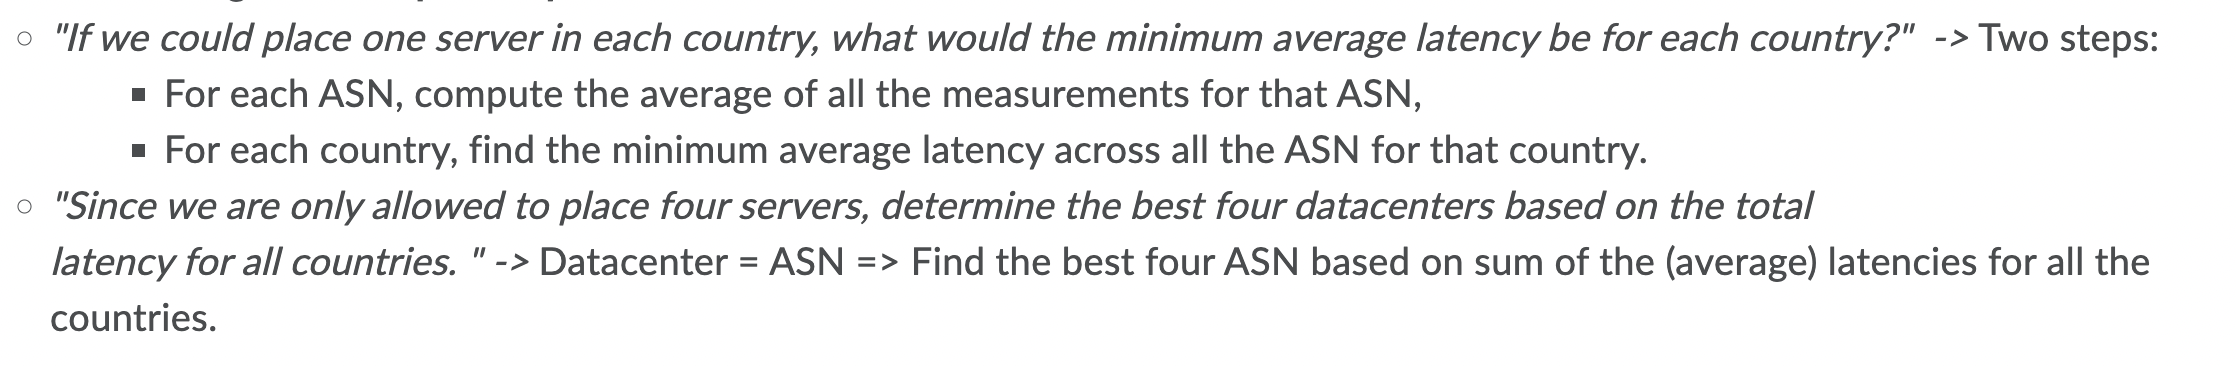 "If we could place one server in each country, what would the minimum average latency be for each country?" -> Two steps:
For each ASN, compute the average of all the measurements for that ASN,
For each country, find the minimum average latency across all the ASN for that country.
"Since we are only allowed to place four servers, determine the best four datacenters based on the total
latency for all countries. " -> Datacenter = ASN => Find the best four ASN based on sum of the (average) latencies for all the
countries.